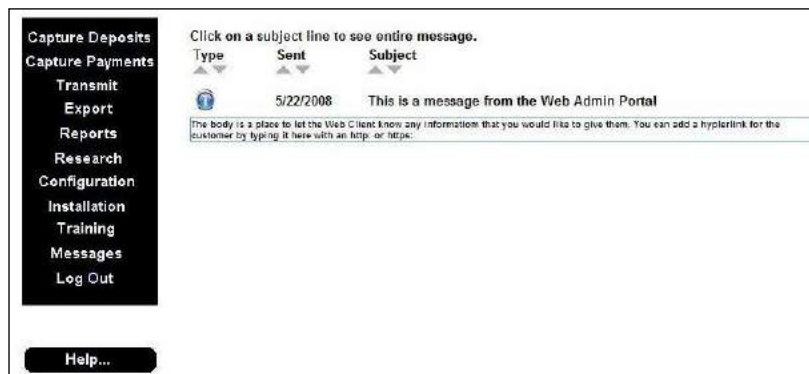 Capture Deposits
Capture Payments
Transmit
Export
Reports
Research
Configuration
Installation
Training
Messages
Log Out
Help...
Click on a subject line to see entire message.
Type Sent Subject
5/22/2008 This is a message from the Web Admin Portal
The body is a place to let the Web Client know any informatiom that you would like to give them. You can add a hyplerlink for the
customer by typing it here with an http: or https: